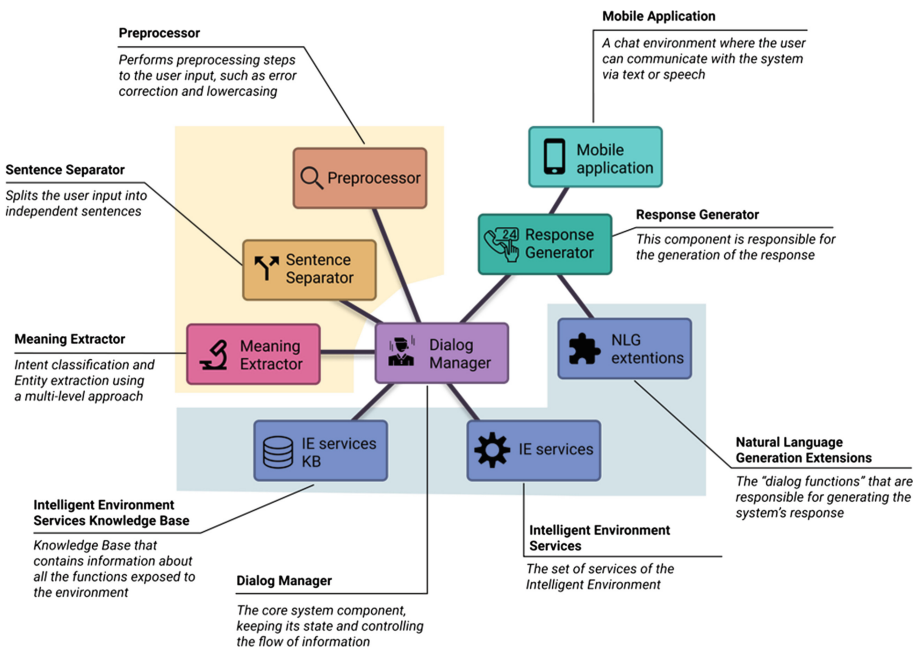 Mobile Application
A chat environment where the user
can communicate with the system
via text or speech
Preprocessor
Performs preprocessing steps
to the user input, such as error
correction and lowercasing
Sentence Separator
Splits the user input into
independent sentences
Preprocessor
Mobile
application
Response Generator
This component is responsible for
the generation of the response
24
Response
Generator
Sentence
Separator
Meaning Extractor
Intent classification and
Entity extraction using
a multi-level approach
Meaning
Extractor
Dialog
Manager
NLG
extentions
IE services
KB
IE services
Natural Language
Generation Extensions
The “dialog functions” that are
responsible for generating the
system's response
Intelligent Environment
Services Knowledge Base
Knowledge Base that
contains information about
all the functions exposed to
the environment
Intelligent Environment
Services
The set of services of the
Intelligent Environment
Dialog Manager
The core system component,
keeping its state and controlling
the flow of information